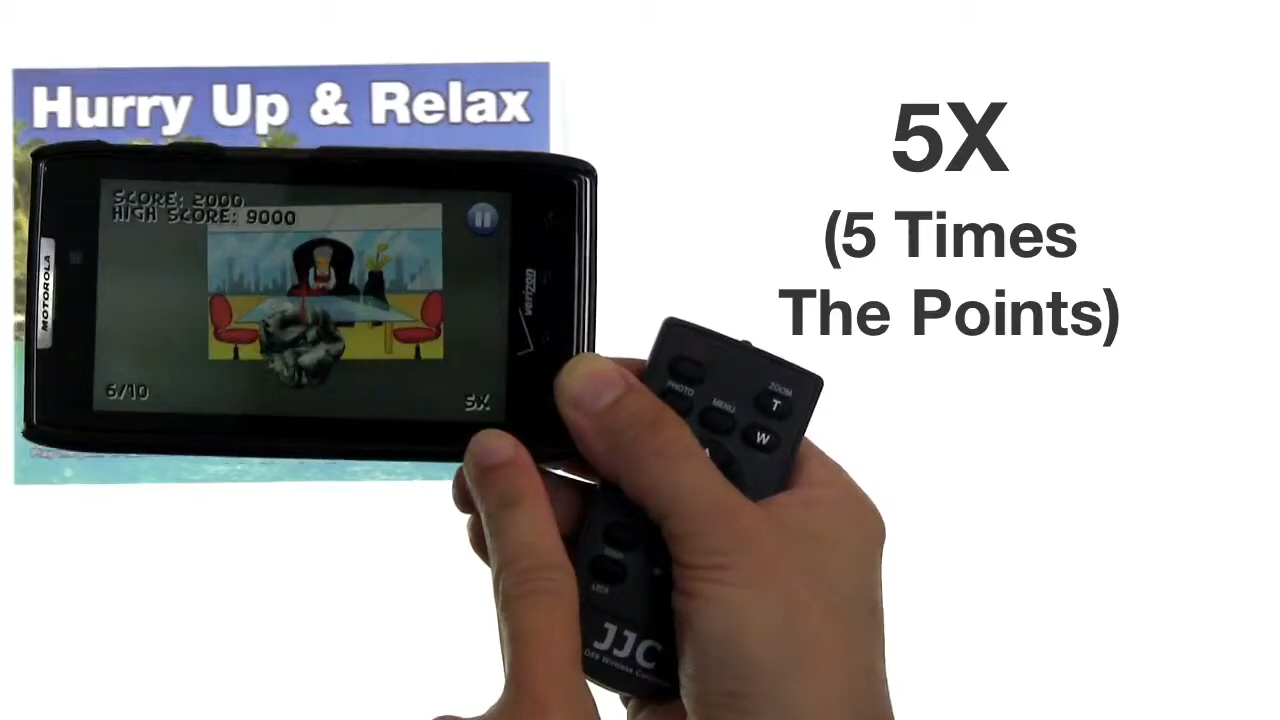 Hurry Up & Relax
SCORE: 2000
HIGH SCORE: 9000
MOTOROLA
verizon
6/10
5X
5X
(5 Times
The Points)
PHOTO
MENU
ZOOM
T
W
LOCK
JJC